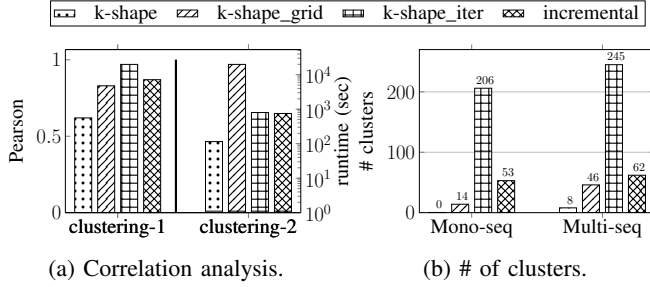 k-shape k-shape_grid k-shape_iter incremental
1
0.5
Pearson
clustering-1 clustering-2
10^4
10^3
10^2
10^1
10^0
runtime (sec)
(a) Correlation analysis.
200
100
0
# clusters
0 14 206 53
8 46 245 62
Mono-seq Multi-seq
(b) # of clusters.